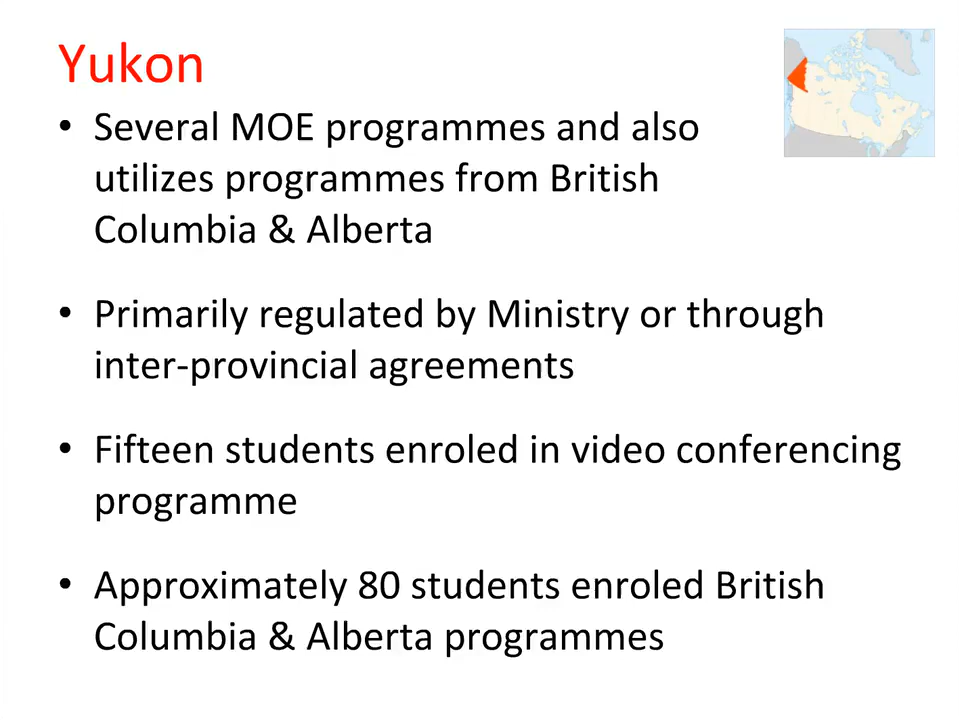 Yukon
• Several MOE programmes and also
utilizes programmes from British
Columbia & Alberta
• Primarily regulated by Ministry or through
inter-provincial agreements
• Fifteen students enroled in video conferencing
programme
• Approximately 80 students enroled British
Columbia & Alberta programmes